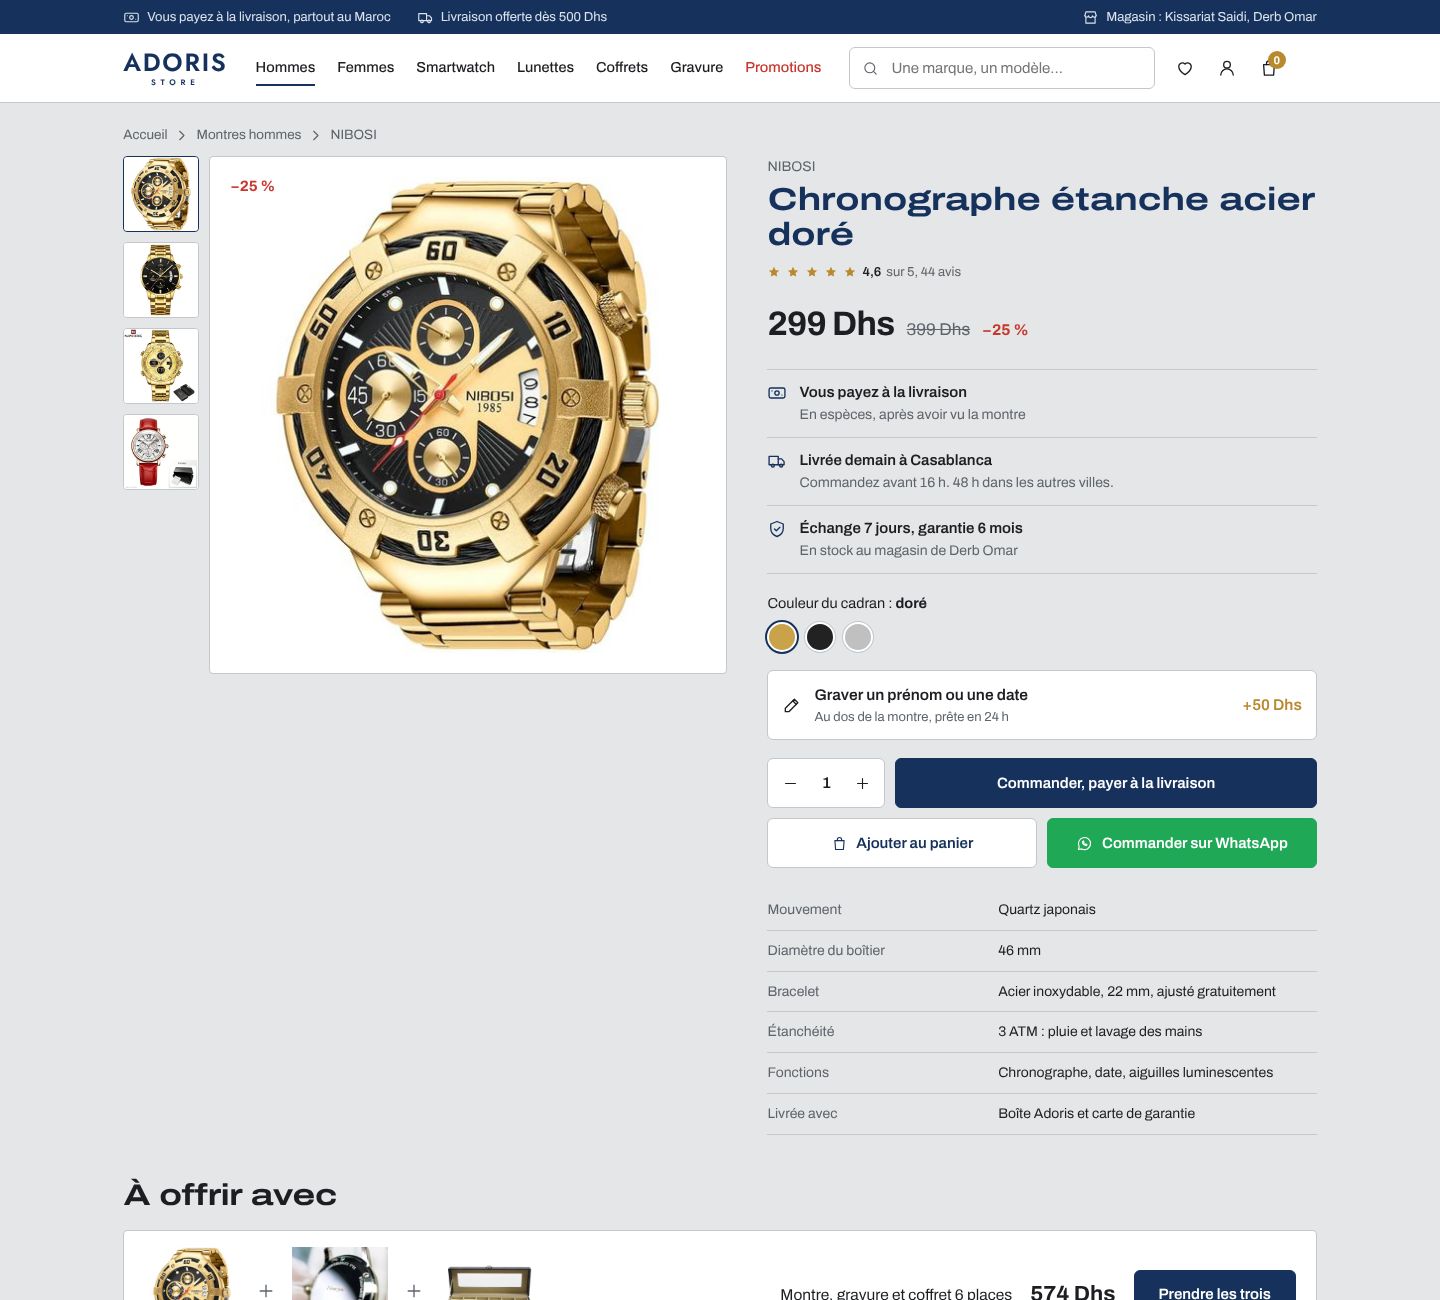 Vous payez à la livraison, partout au Maroc
Livraison offerte dès 500 Dhs
Magasin : Kissariat Saidi, Derb Omar
ADORIS
STORE
Hommes
Femmes
Smartwatch
Lunettes
Coffrets
Gravure
Promotions
Une marque, un modèle...
0
Accueil
Montres hommes
NIBOSI
–25 %
60
10
20
30
40
50
60
45
15
30
60
30
NIBOSI
1985
7
8
9
NIBOSI
Chronographe étanche acier
doré
4,6 sur 5, 44 avis
299 Dhs 399 Dhs –25 %
Vous payez à la livraison
En espèces, après avoir vu la montre
Livrée demain à Casablanca
Commandez avant 16 h. 48 h dans les autres villes.
Échange 7 jours, garantie 6 mois
En stock au magasin de Derb Omar
Couleur du cadran : doré
Graver un prénom ou une date
Au dos de la montre, prête en 24 h
+50 Dhs
1
Commander, payer à la livraison
Ajouter au panier
Commander sur WhatsApp
Mouvement Quartz japonais
Diamètre du boîtier 46 mm
Bracelet Acier inoxydable, 22 mm, ajusté gratuitement
Étanchéité 3 ATM : pluie et lavage des mains
Fonctions Chronographe, date, aiguilles luminescentes
Livrée avec Boîte Adoris et carte de garantie
À offrir avec
Montre, gravure et coffret 6 places
574 Dhs
Prendre les trois